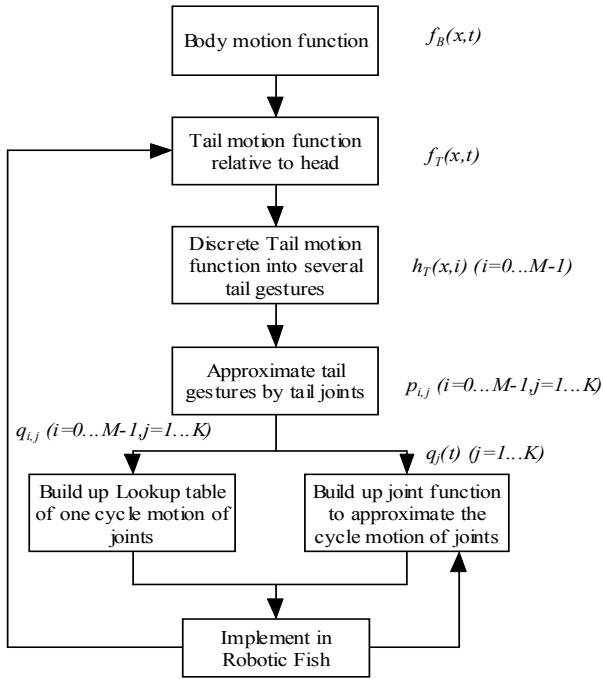 Body motion function
f_B(x,t)
Tail motion function
relative to head
f_T(x,t)
Discrete Tail motion
function into several
tail gestures
h_T(x,i) (i=0...M-1)
Approximate tail
gestures by tail joints
p_{i,j} (i=0...M-1,j=1...K)
q_{i,j} (i=0...M-1,j=1...K)
q_j(t) (j=1...K)
Build up Lookup table
of one cycle motion of
joints
Build up joint function
to approximate the
cycle motion of joints
Implement in
Robotic Fish